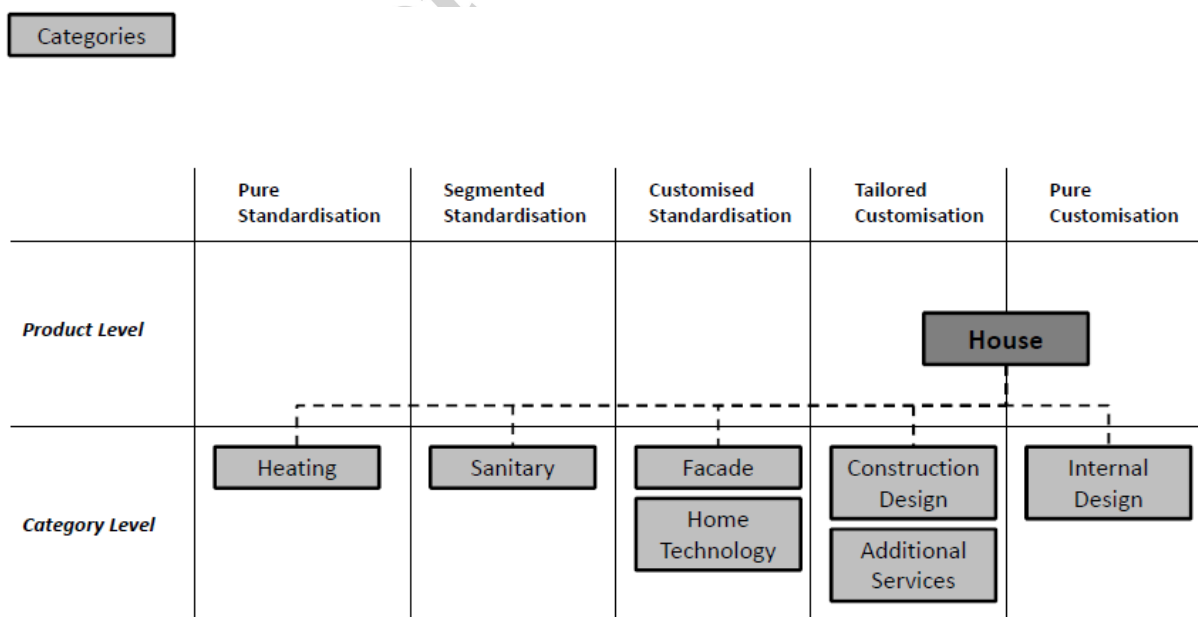 Categories
Pure
Standardisation
Segmented
Standardisation
Customised
Standardisation
Tailored
Customisation
Pure
Customisation
Product Level
House
Category Level
Heating
Sanitary
Facade
Home
Technology
Construction
Design
Additional
Services
Internal
Design